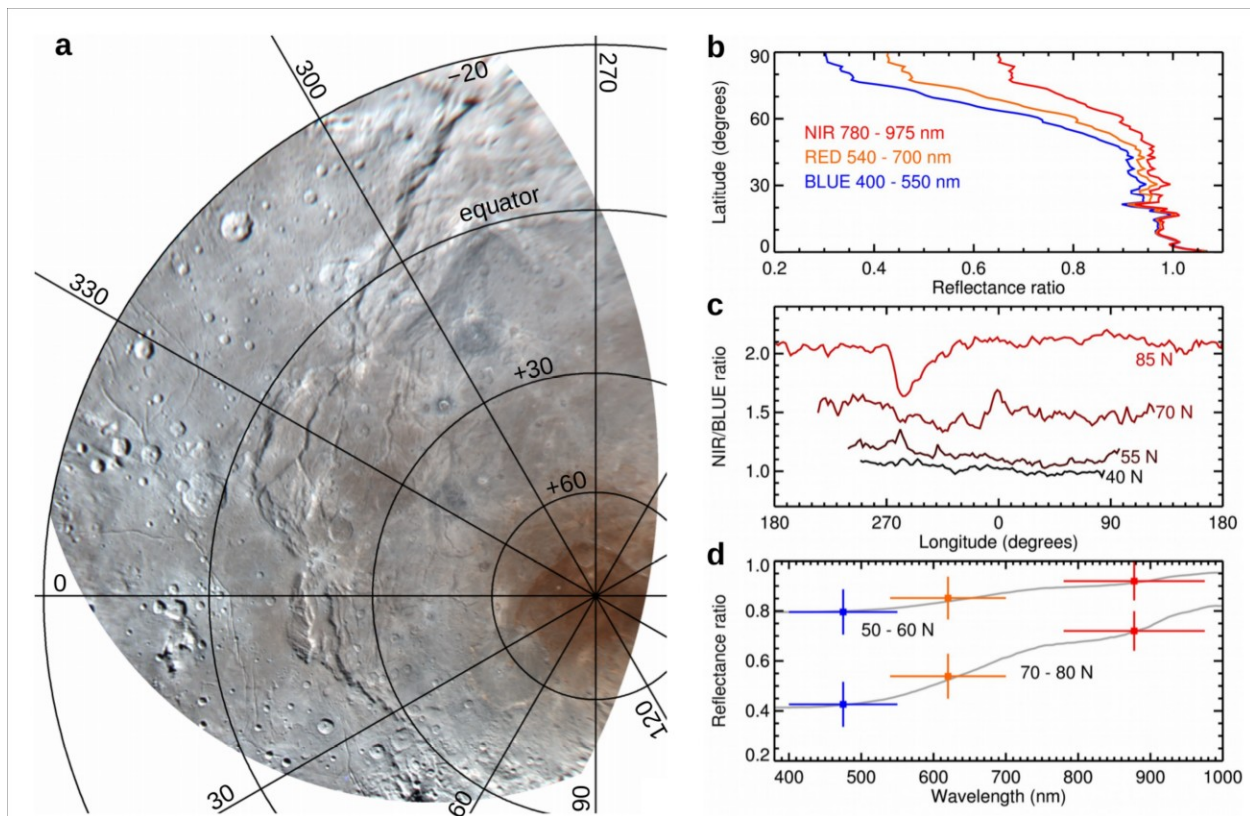 a
300
−20
270
330
equator
+30
+60
0
30
60
90
120
b
90
60
30
0
Latitude (degrees)
NIR 780 - 975 nm
RED 540 - 700 nm
BLUE 400 - 550 nm
0.2 0.4 0.6 0.8 1.0
Reflectance ratio
c
2.0
1.5
1.0
NIR/BLUE ratio
85 N
70 N
55 N
40 N
180 270 0 90 180
Longitude (degrees)
d
1.0
0.8
0.6
0.4
0.2
Reflectance ratio
50 - 60 N
70 - 80 N
400 500 600 700 800 900 1000
Wavelength (nm)